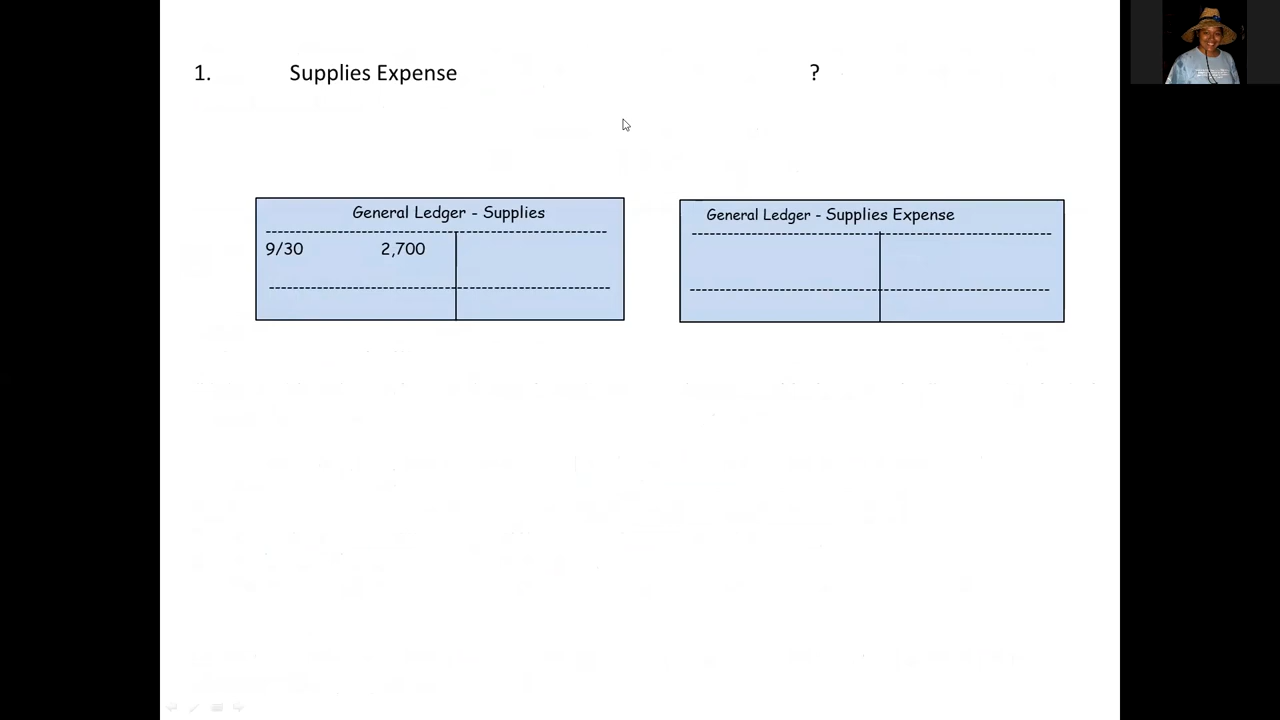 1. Supplies Expense ?
General Ledger - Supplies
9/30 2,700
General Ledger - Supplies Expense